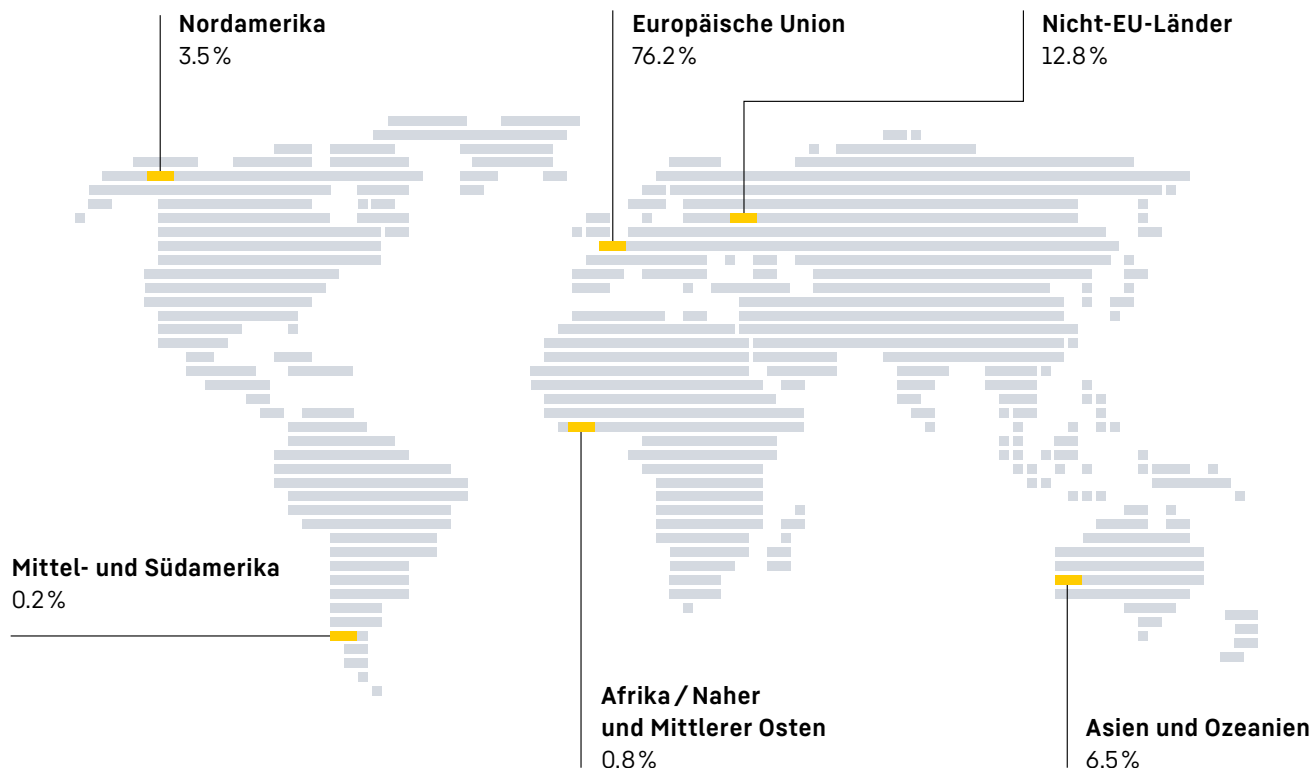 Nordamerika
3.5 %
Europäische Union
76.2 %
Nicht-EU-Länder
12.8 %
Mittel- und Südamerika
0.2 %
Afrika / Naher
und Mittlerer Osten
0.8 %
Asien und Ozeanien
6.5 %